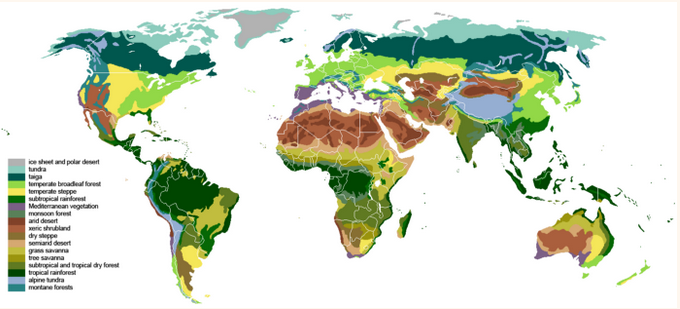 ice sheet and polar desert
tundra
taiga
temperate broadleaf forest
temperate steppe
subtropical rainforest
Mediterranean vegetation
monsoon forest
arid desert
xeric shrubland
dry steppe
semiarid desert
grass savanna
tree savanna
subtropical and tropical dry forest
tropical rainforest
alpine tundra
montane forests